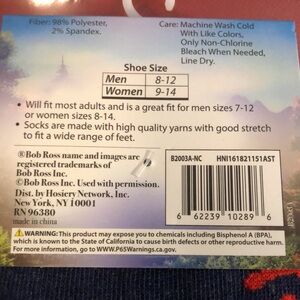 Fiber: 98% Polyester,
2% Spandex.
Care: Machine Wash Cold
With Like Colors,
Only Non-Chlorine
Bleach When Needed,
Line Dry.
Shoe Size
Men 8-12
Women 9-14
• Will fit most adults and is a great fit for men sizes 7-12
or women sizes 8-14.
• Socks are made with high quality yarns with good stretch
to fit a wide range of feet.
®Bob Ross name and images are
registered trademarks of
Bob Ross Inc.
©Bob Ross Inc. Used with permission.
Dist. by Hosiery Network, Inc.
New York, NY 10001
RN 96380
made in china
B2003A-NC HNI161821151AST
6 62239 10289 6
WARNING: This product may expose you to chemicals including Bisphenol A (BPA),
which is known to the State of California to cause birth defects or other reproductive harm.
For more Information go to www.P65Warnings.ca.gov.